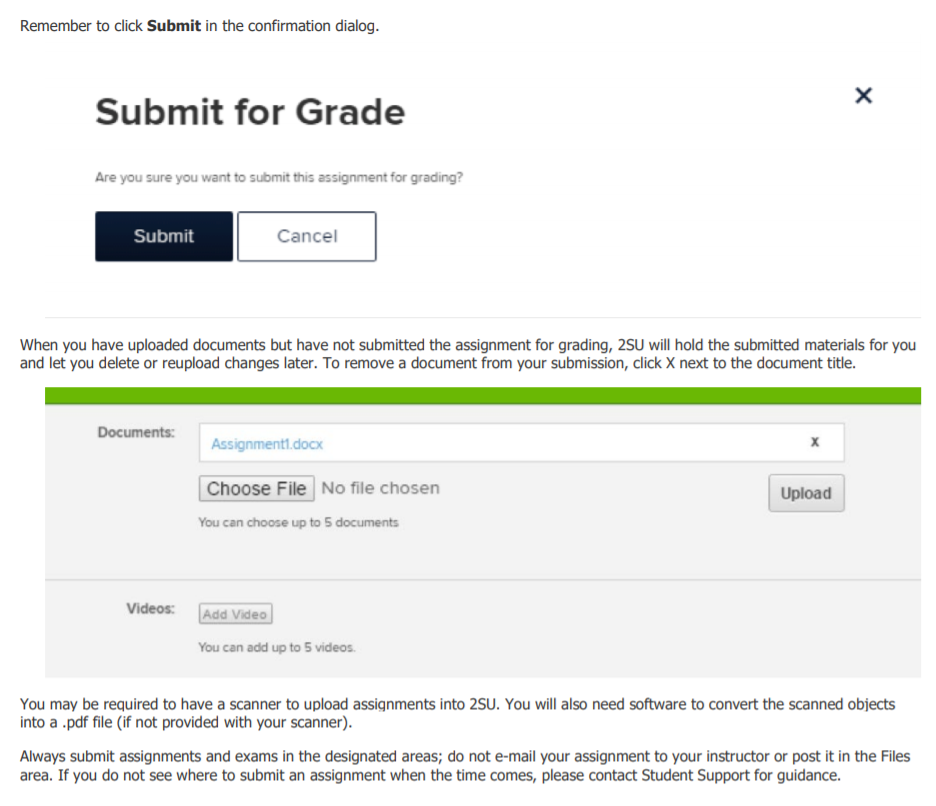 Remember to click Submit in the confirmation dialog.
Submit for Grade
X
Are you sure you want to submit this assignment for grading?
Submit Cancel
When you have uploaded documents but have not submitted the assignment for grading, 2SU will hold the submitted materials for you
and let you delete or reupload changes later. To remove a document from your submission, click X next to the document title.
Documents:
Assignment1.docx x
Choose File No file chosen
Upload
You can choose up to 5 documents
Videos:
Add Video
You can add up to 5 videos.
You may be required to have a scanner to upload assignments into 2SU. You will also need software to convert the scanned objects
into a .pdf file (if not provided with your scanner).
Always submit assignments and exams in the designated areas; do not e-mail your assignment to your instructor or post it in the Files
area. If you do not see where to submit an assignment when the time comes, please contact Student Support for guidance.